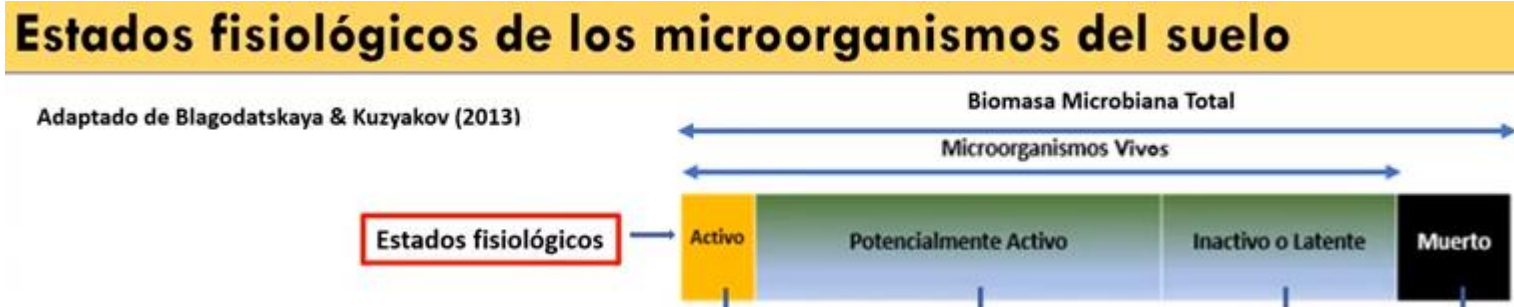 Estados fisiológicos de los microorganismos del suelo
Adaptado de Blagodatskaya & Kuzyakov (2013)
Biomasa Microbiana Total
Microorganismos Vivos
Estados fisiológicos
Activo
Potencialmente Activo
Inactivo o Latente
Muerto